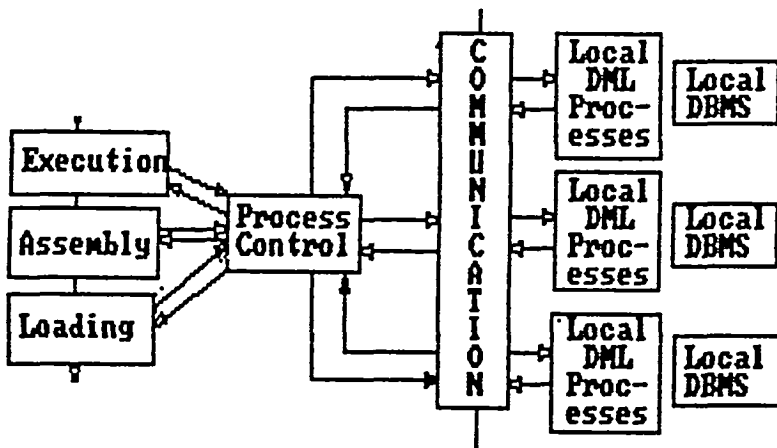 Execution
Assembly
Loading
Process
Control
COMMUNICATION
Local
DML
Proc-
esses
Local
DBMS
Local
DML
Proc-
esses
Local
DBMS
Local
DML
Proc-
esses
Local
DBMS